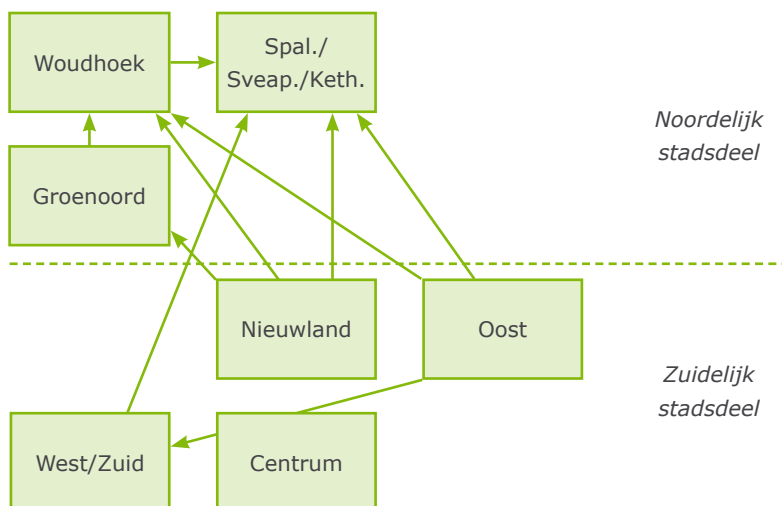 Woudhoek
Spal./
Sveap./Keth.
Noordelijk
stadsdeel
Groenoord
Nieuwland
Oost
Zuidelijk
stadsdeel
West/Zuid
Centrum